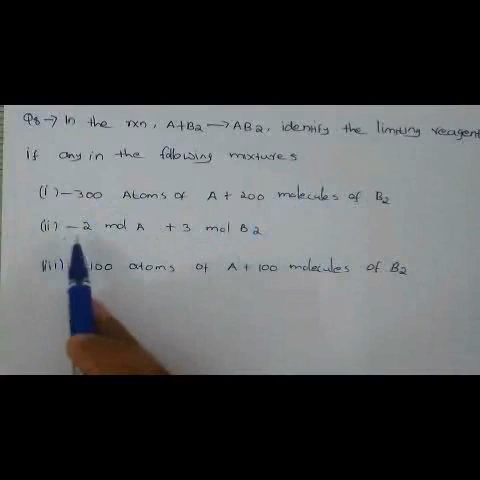 Q8 → In the rxn, A+B2 → AB2, identify the limiting reagent
if any in the following mixtures
(i) - 300 Atoms of A + 200 molecules of B2
(ii) - 2 mol A + 3 mol B2
(iii) 100 atoms of A + 100 molecules of B2